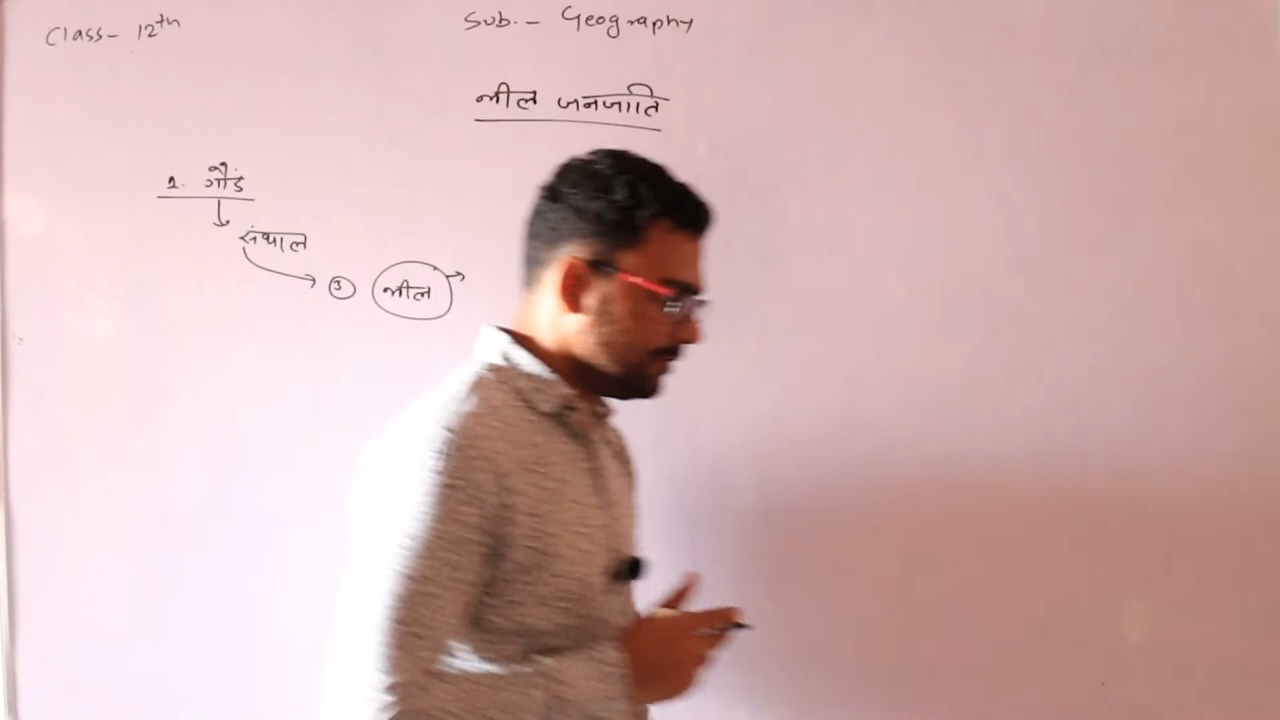 Class- 12th
Sub.- Geography
भील जनजाति
1. गौंड
संथाल
③ भील